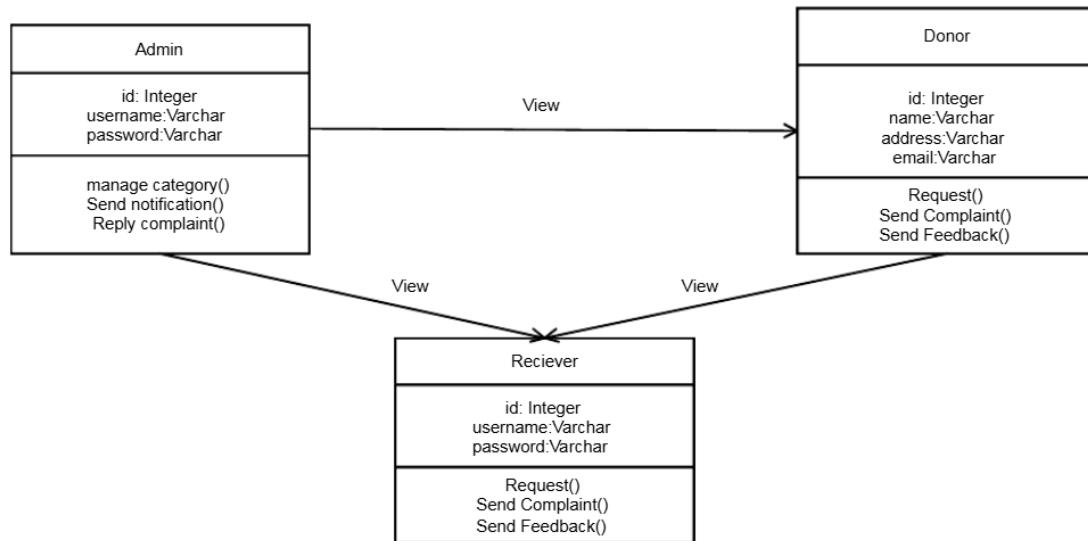 Admin
id: Integer
username:Varchar
password:Varchar
manage category()
Send notification()
Reply complaint()
View
Donor
id: Integer
name:Varchar
address:Varchar
email:Varchar
Request()
Send Complaint()
Send Feedback()
View
View
Reciever
id: Integer
username:Varchar
password:Varchar
Request()
Send Complaint()
Send Feedback()